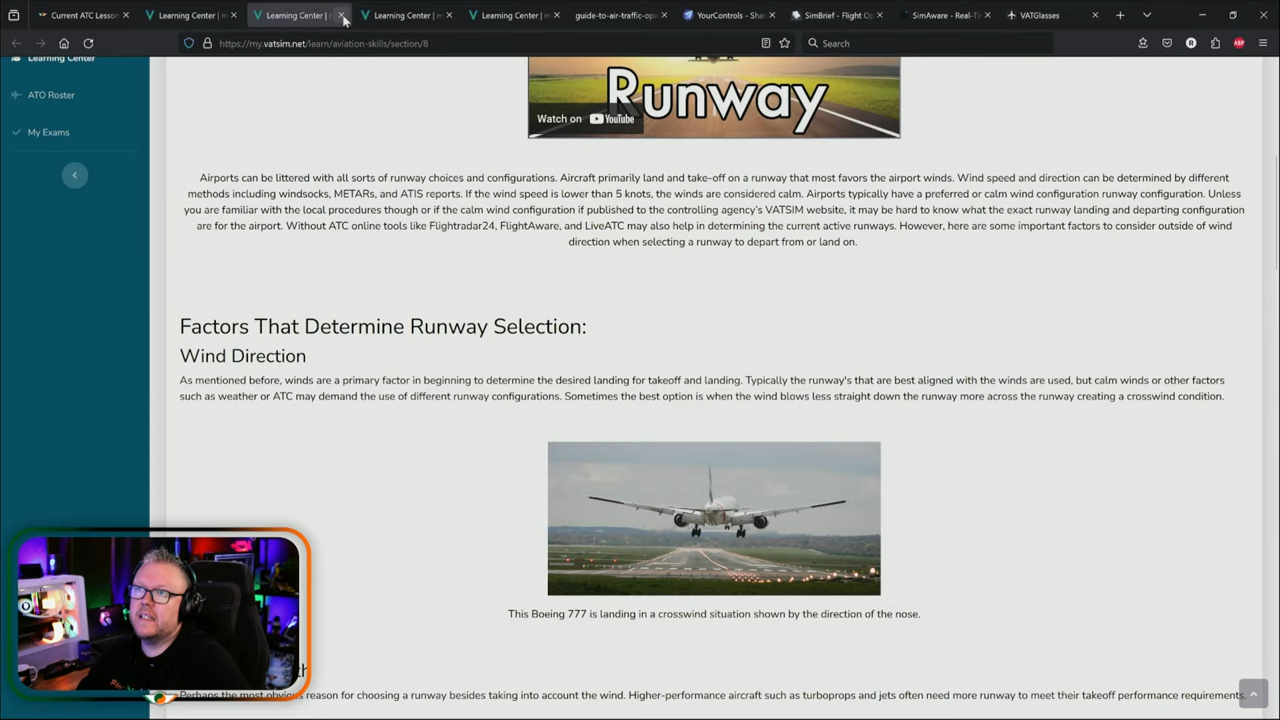 Current ATC Lesson
Learning Center | m
Learning Center |
Learning Center | m
Learning Center | m
guide-to-air-traffic-ope
YourControls - Shar
SimBrief - Flight Op
SimAware - Real-Ti
VATGlasses
https://my.vatsim.net/learn/aviation-skills/section/8
Search
R
ABP
Learning Center
ATO Roster
My Exams
Runway
Watch on YouTube
Airports can be littered with all sorts of runway choices and configurations. Aircraft primarily land and take-off on a runway that most favors the airport winds. Wind speed and direction can be determined by different
methods including windsocks, METARs, and ATIS reports. If the wind speed is lower than 5 knots, the winds are considered calm. Airports typically have a preferred or calm wind configuration runway configuration. Unless
you are familiar with the local procedures though or if the calm wind configuration if published to the controlling agency's VATSIM website, it may be hard to know what the exact runway landing and departing configuration
are for the airport. Without ATC online tools like Flightradar24, FlightAware, and LiveATC may also help in determining the current active runways. However, here are some important factors to consider outside of wind
direction when selecting a runway to depart from or land on.
Factors That Determine Runway Selection:
Wind Direction
As mentioned before, winds are a primary factor in beginning to determine the desired landing for takeoff and landing. Typically the runway's that are best aligned with the winds are used, but calm winds or other factors
such as weather or ATC may demand the use of different runway configurations. Sometimes the best option is when the wind blows less straight down the runway more across the runway creating a crosswind condition.
This Boeing 777 is landing in a crosswind situation shown by the direction of the nose.
Perhaps the most obvious reason for choosing a runway besides taking into account the wind. Higher-performance aircraft such as turboprops and jets often need more runway to meet their takeoff performance requirements.